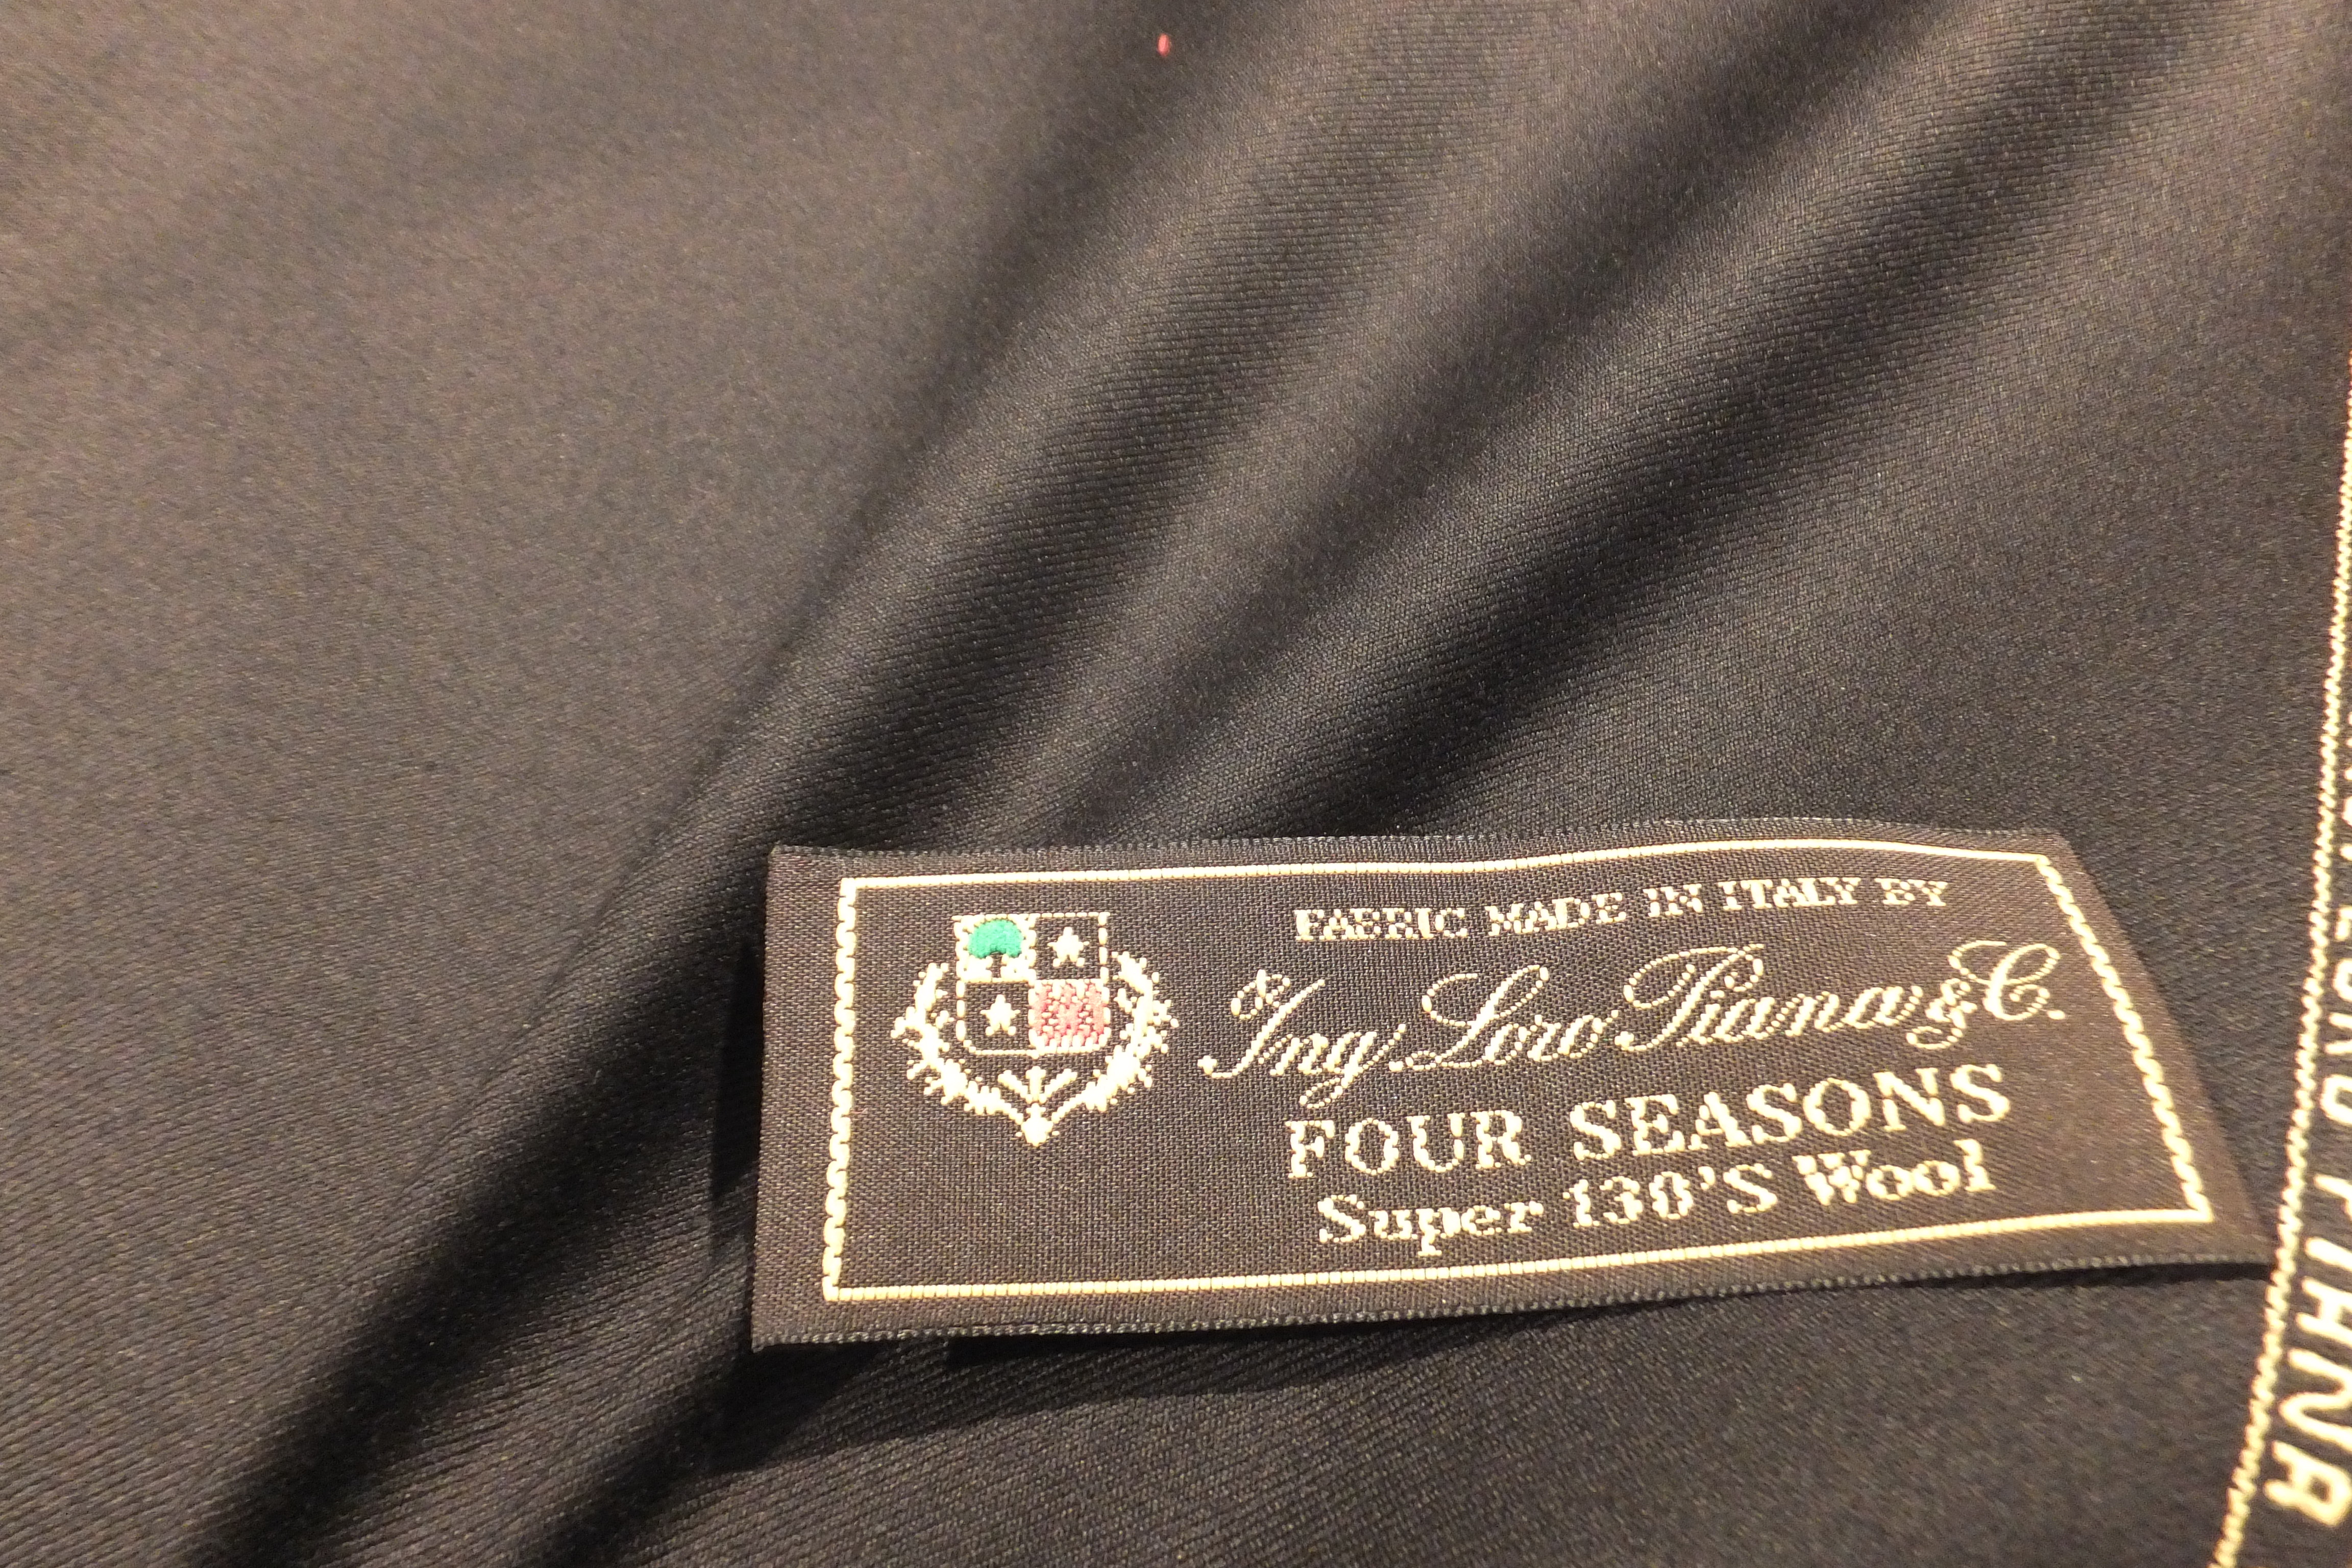 FABRIC MADE IN ITALY BY
Ing. Loro Piana & C.
FOUR SEASONS
Super 130'S Wool